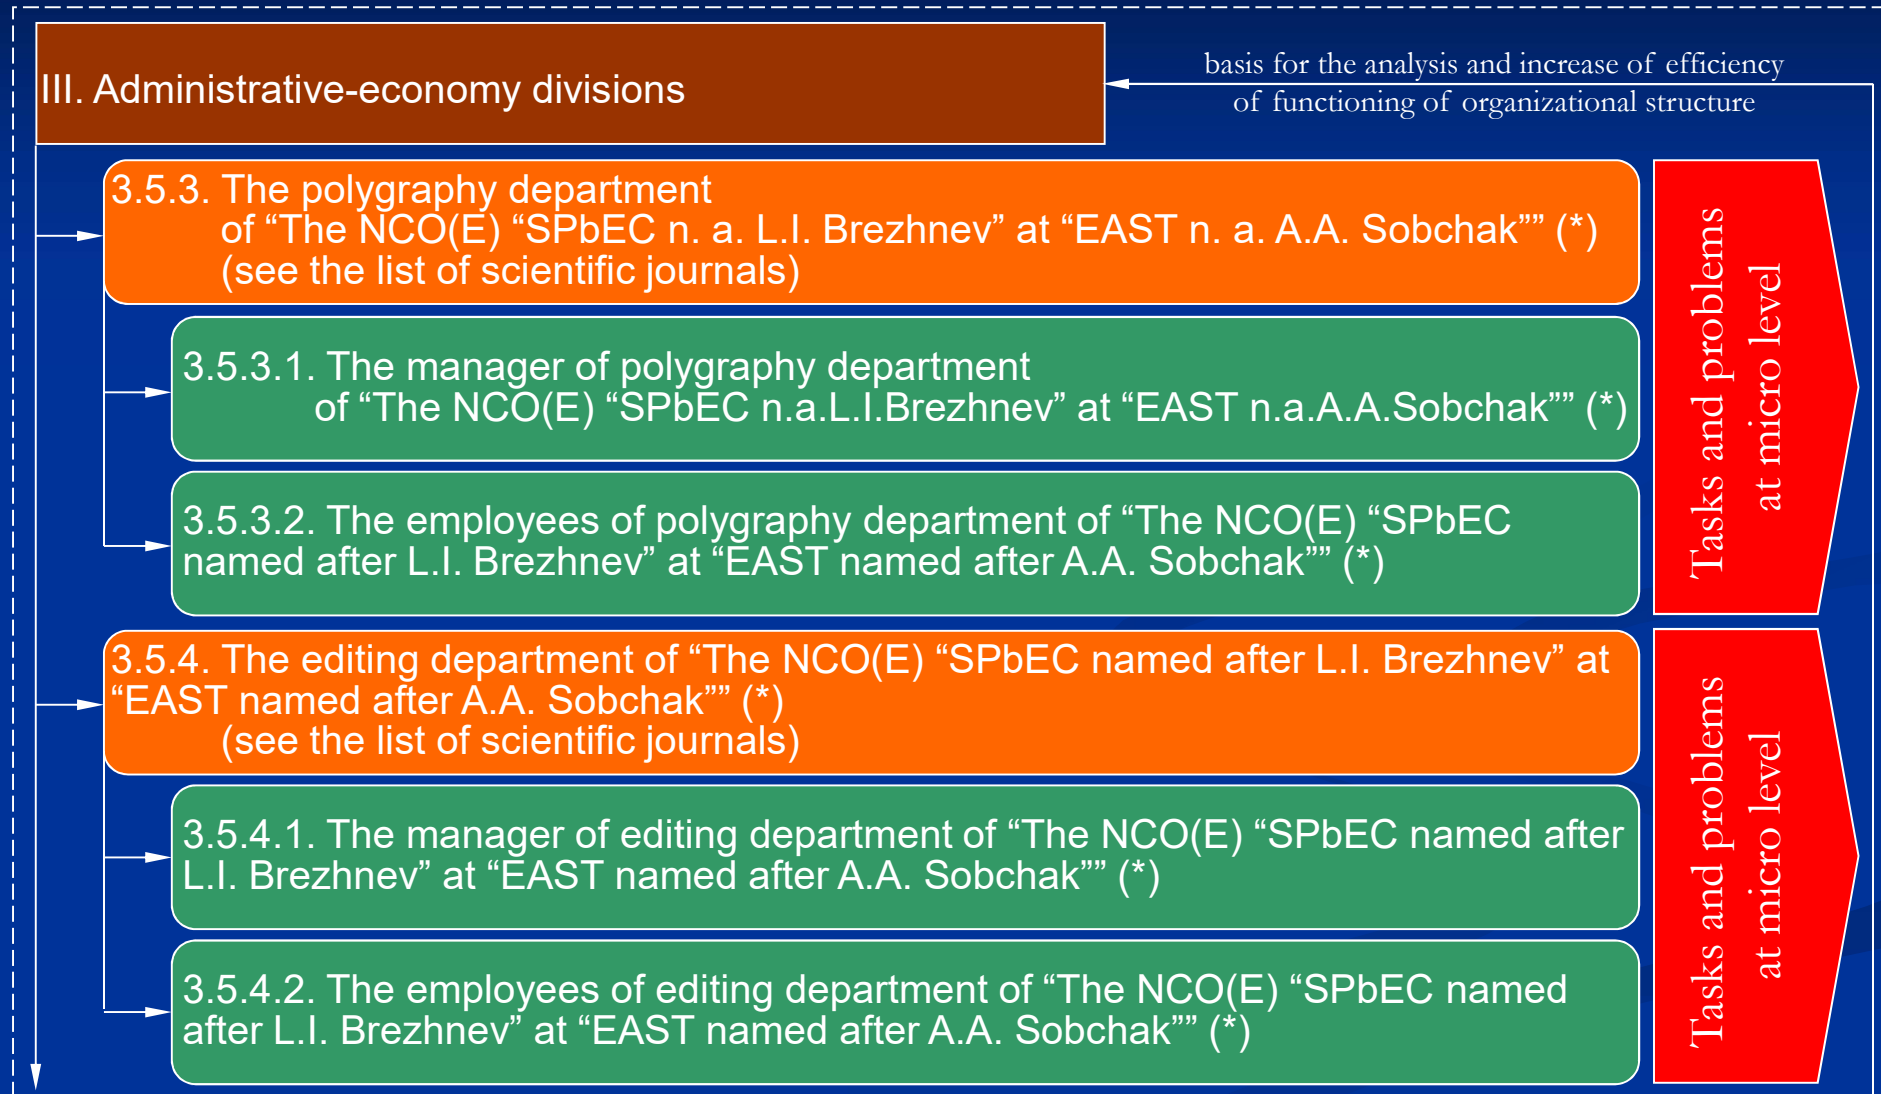 III. Administrative-economy divisions
basis for the analysis and increase of efficiency
of functioning of organizational structure
3.5.3. The polygraphy department
of “The NCO(E) “SPbEC n. a. L.I. Brezhnev” at “EAST n. a. A.A. Sobchak”” (*)
(see the list of scientific journals)
3.5.3.1. The manager of polygraphy department
of “The NCO(E) “SPbEC n.a.L.I.Brezhnev” at “EAST n.a.A.A.Sobchak”” (*)
3.5.3.2. The employees of polygraphy department of “The NCO(E) “SPbEC
named after L.I. Brezhnev” at “EAST named after A.A. Sobchak”” (*)
Tasks and problems
at micro level
3.5.4. The editing department of “The NCO(E) “SPbEC named after L.I. Brezhnev” at
“EAST named after A.A. Sobchak”” (*)
(see the list of scientific journals)
3.5.4.1. The manager of editing department of “The NCO(E) “SPbEC named after
L.I. Brezhnev” at “EAST named after A.A. Sobchak”” (*)
3.5.4.2. The employees of editing department of “The NCO(E) “SPbEC named
after L.I. Brezhnev” at “EAST named after A.A. Sobchak”” (*)
Tasks and problems
at micro level